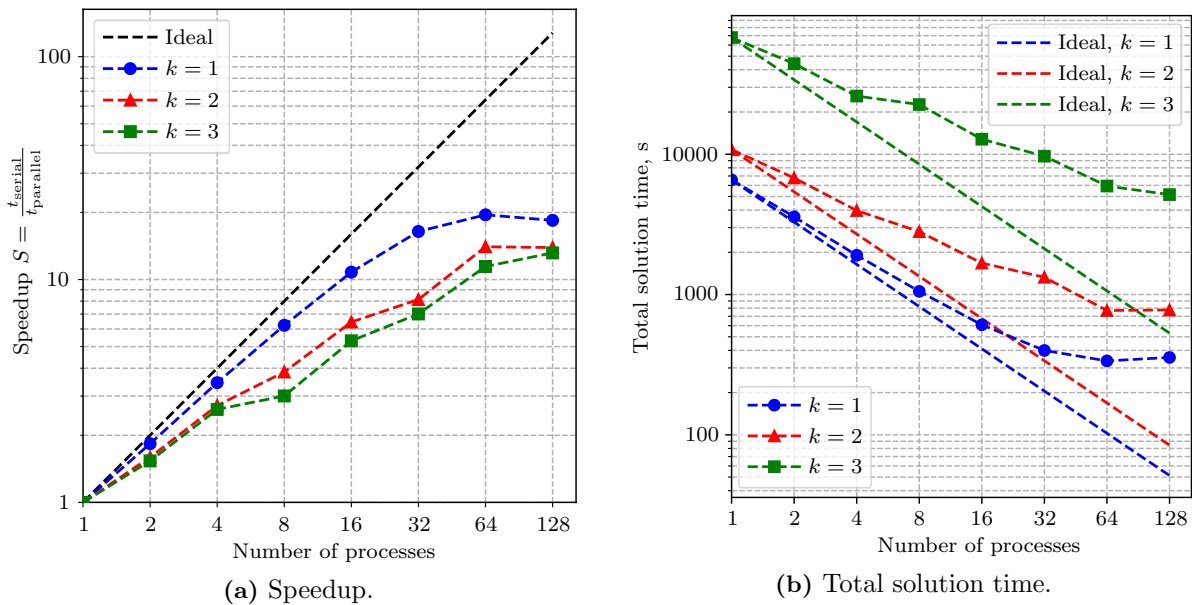 Ideal
k = 1
k = 2
k = 3
100
10
1
Speedup S = t_serial / t_parallel
1 2 4 8 16 32 64 128
Number of processes
(a) Speedup.
Ideal, k = 1
Ideal, k = 2
Ideal, k = 3
10000
1000
100
Total solution time, s
k = 1
k = 2
k = 3
1 2 4 8 16 32 64 128
Number of processes
(b) Total solution time.